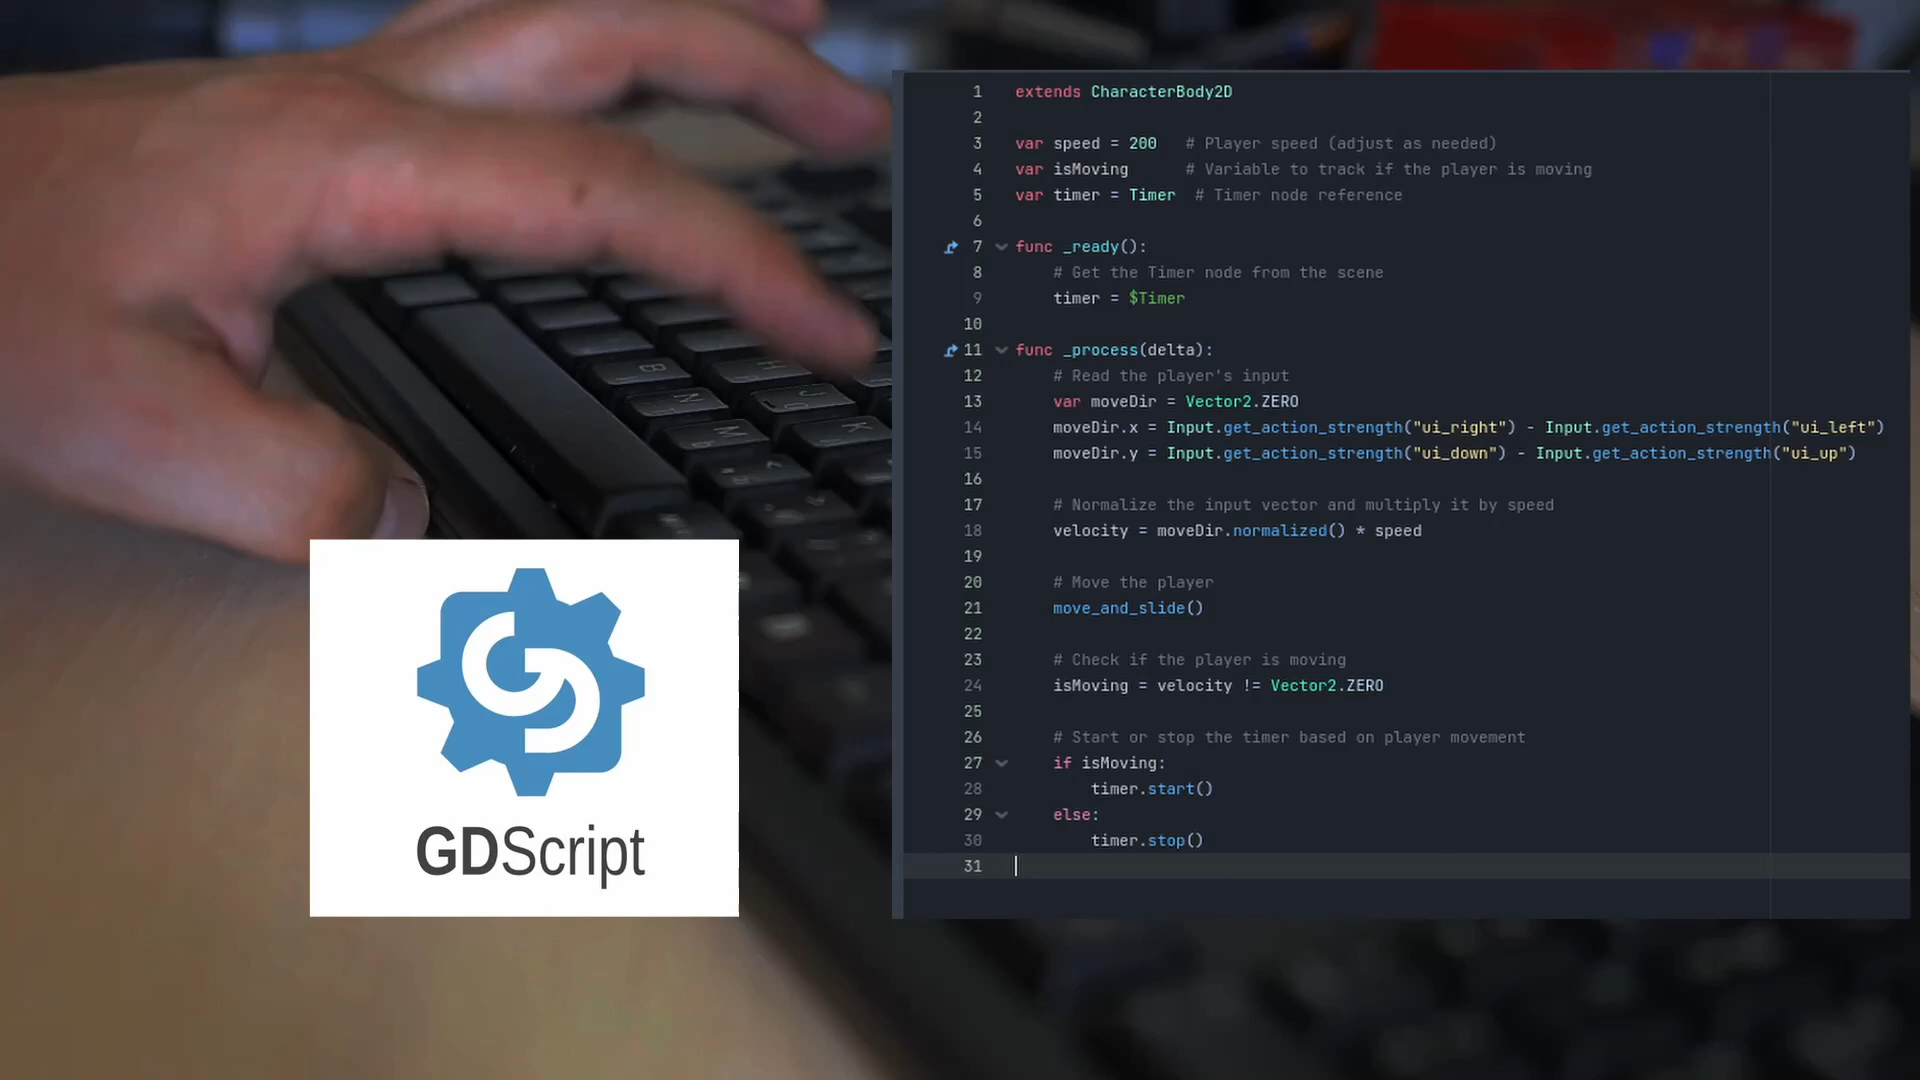 1 extends CharacterBody2D
2
3 var speed = 200 # Player speed (adjust as needed)
4 var isMoving # Variable to track if the player is moving
5 var timer = Timer # Timer node reference
6
7 func _ready():
8 # Get the Timer node from the scene
9 timer = $Timer
10
11 func _process(delta):
12 # Read the player's input
13 var moveDir = Vector2.ZERO
14 moveDir.x = Input.get_action_strength("ui_right") - Input.get_action_strength("ui_left")
15 moveDir.y = Input.get_action_strength("ui_down") - Input.get_action_strength("ui_up")
16
17 # Normalize the input vector and multiply it by speed
18 velocity = moveDir.normalized() * speed
19
20 # Move the player
21 move_and_slide()
22
23 # Check if the player is moving
24 isMoving = velocity != Vector2.ZERO
25
26 # Start or stop the timer based on player movement
27 if isMoving:
28 timer.start()
29 else:
30 timer.stop()
31
GDScript
B
H
N
J
M
K